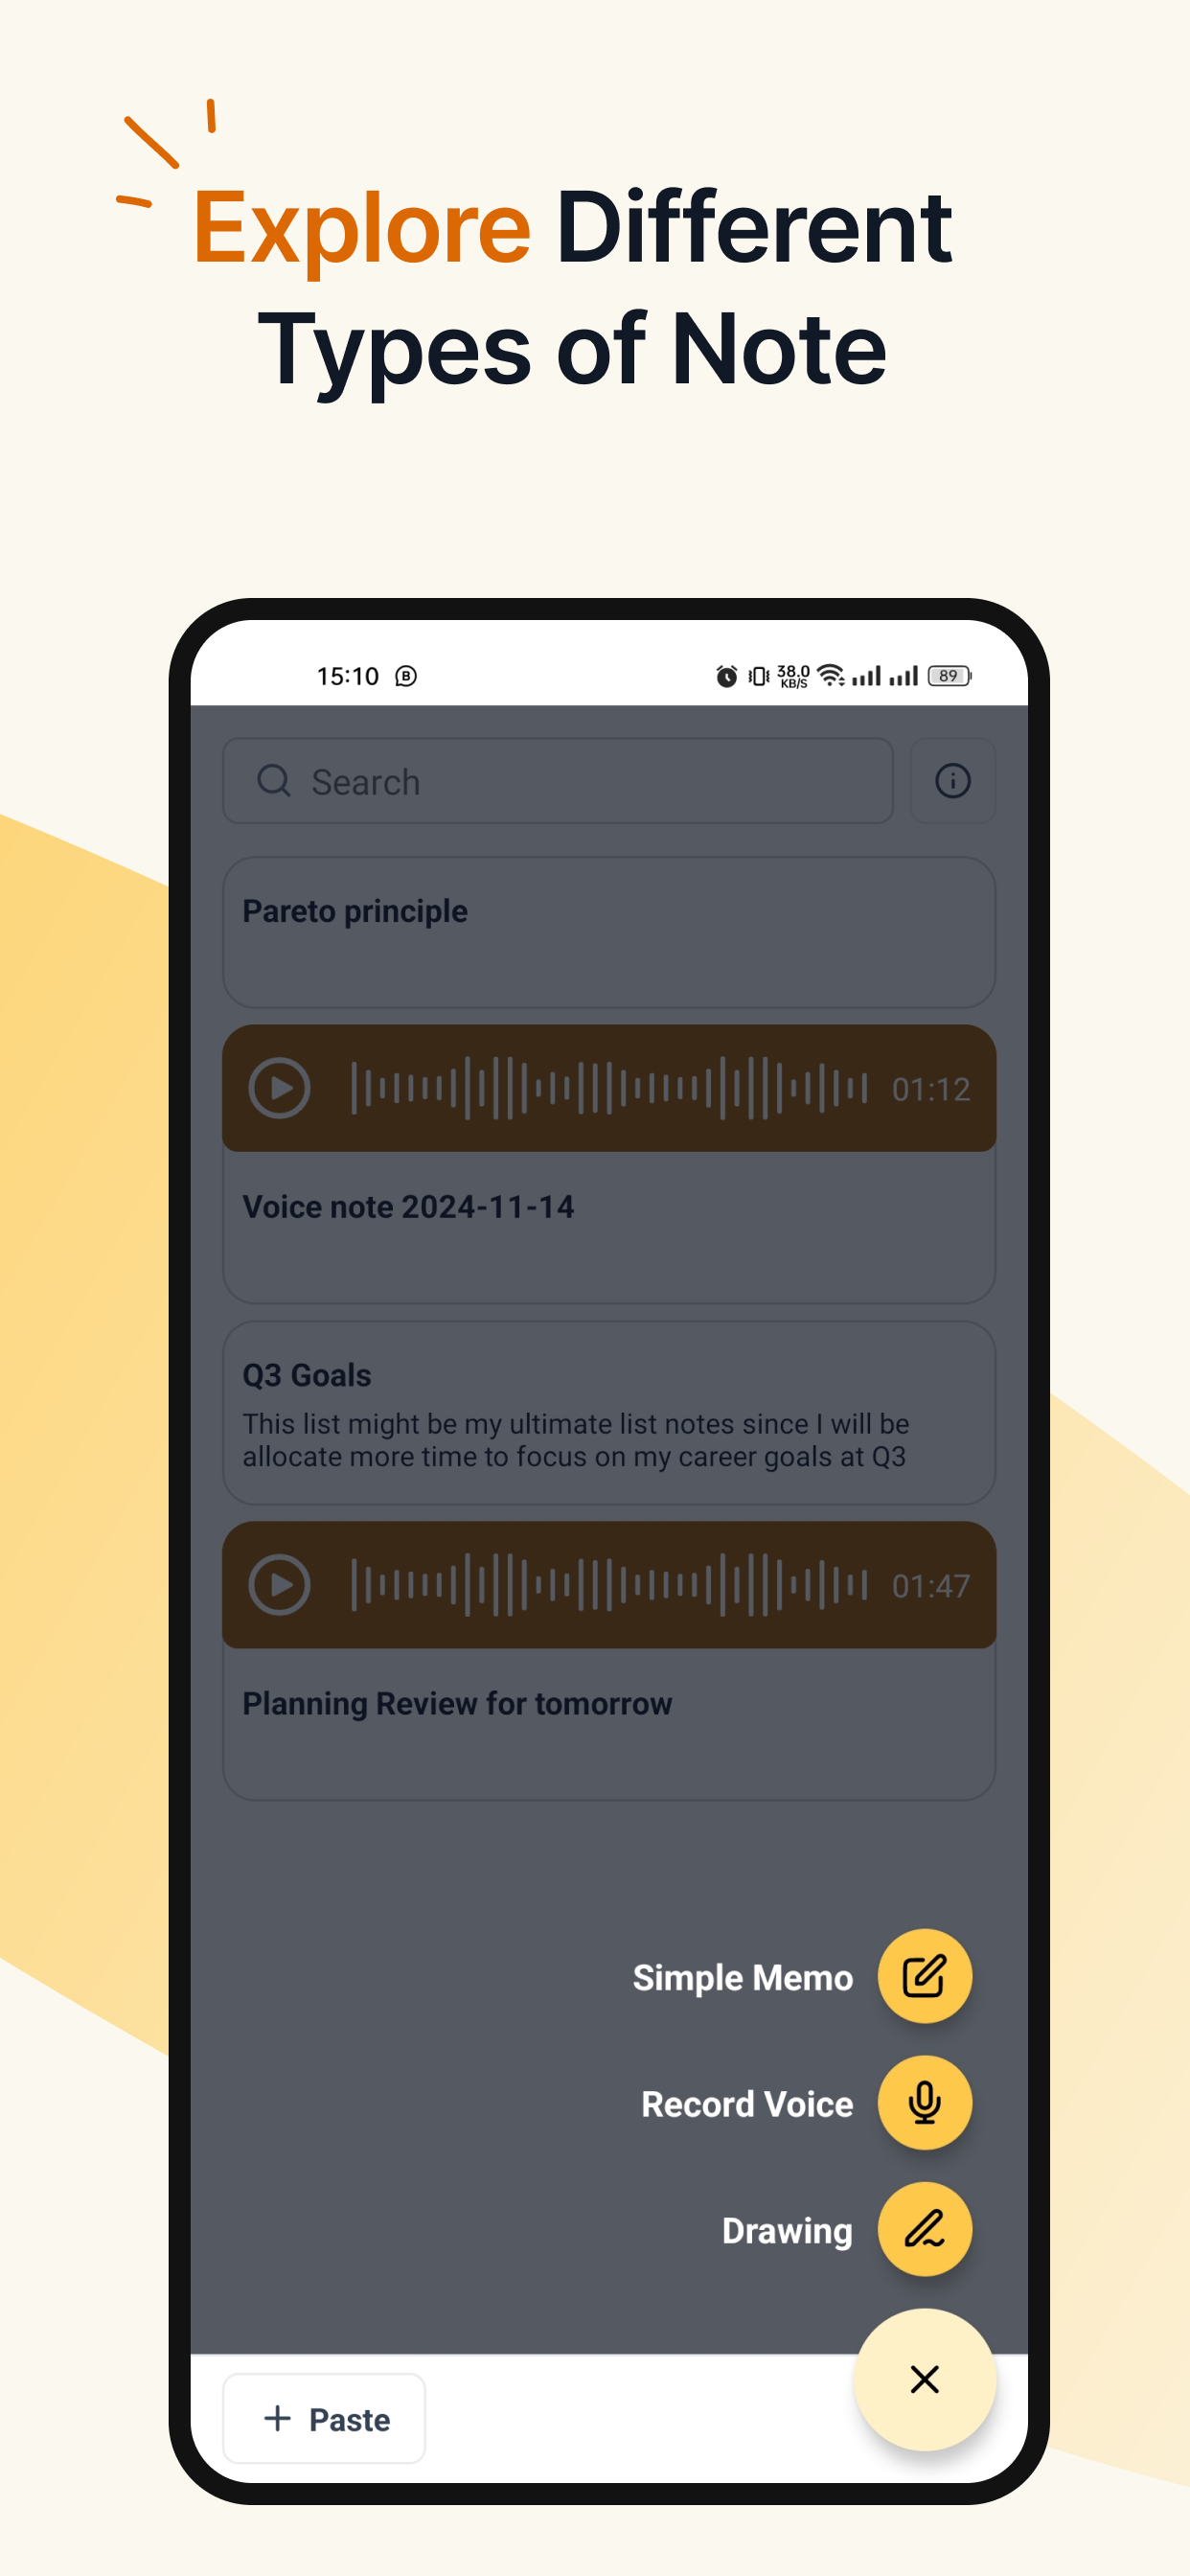 Explore Different
Types of Note
15:10 B 38.0 KB/S 89
Search
Pareto principle
01:12
Voice note 2024-11-14
Q3 Goals
This list might be my ultimate list notes since I will be
allocate more time to focus on my career goals at Q3
01:47
Planning Review for tomorrow
Simple Memo
Record Voice
Drawing
Paste